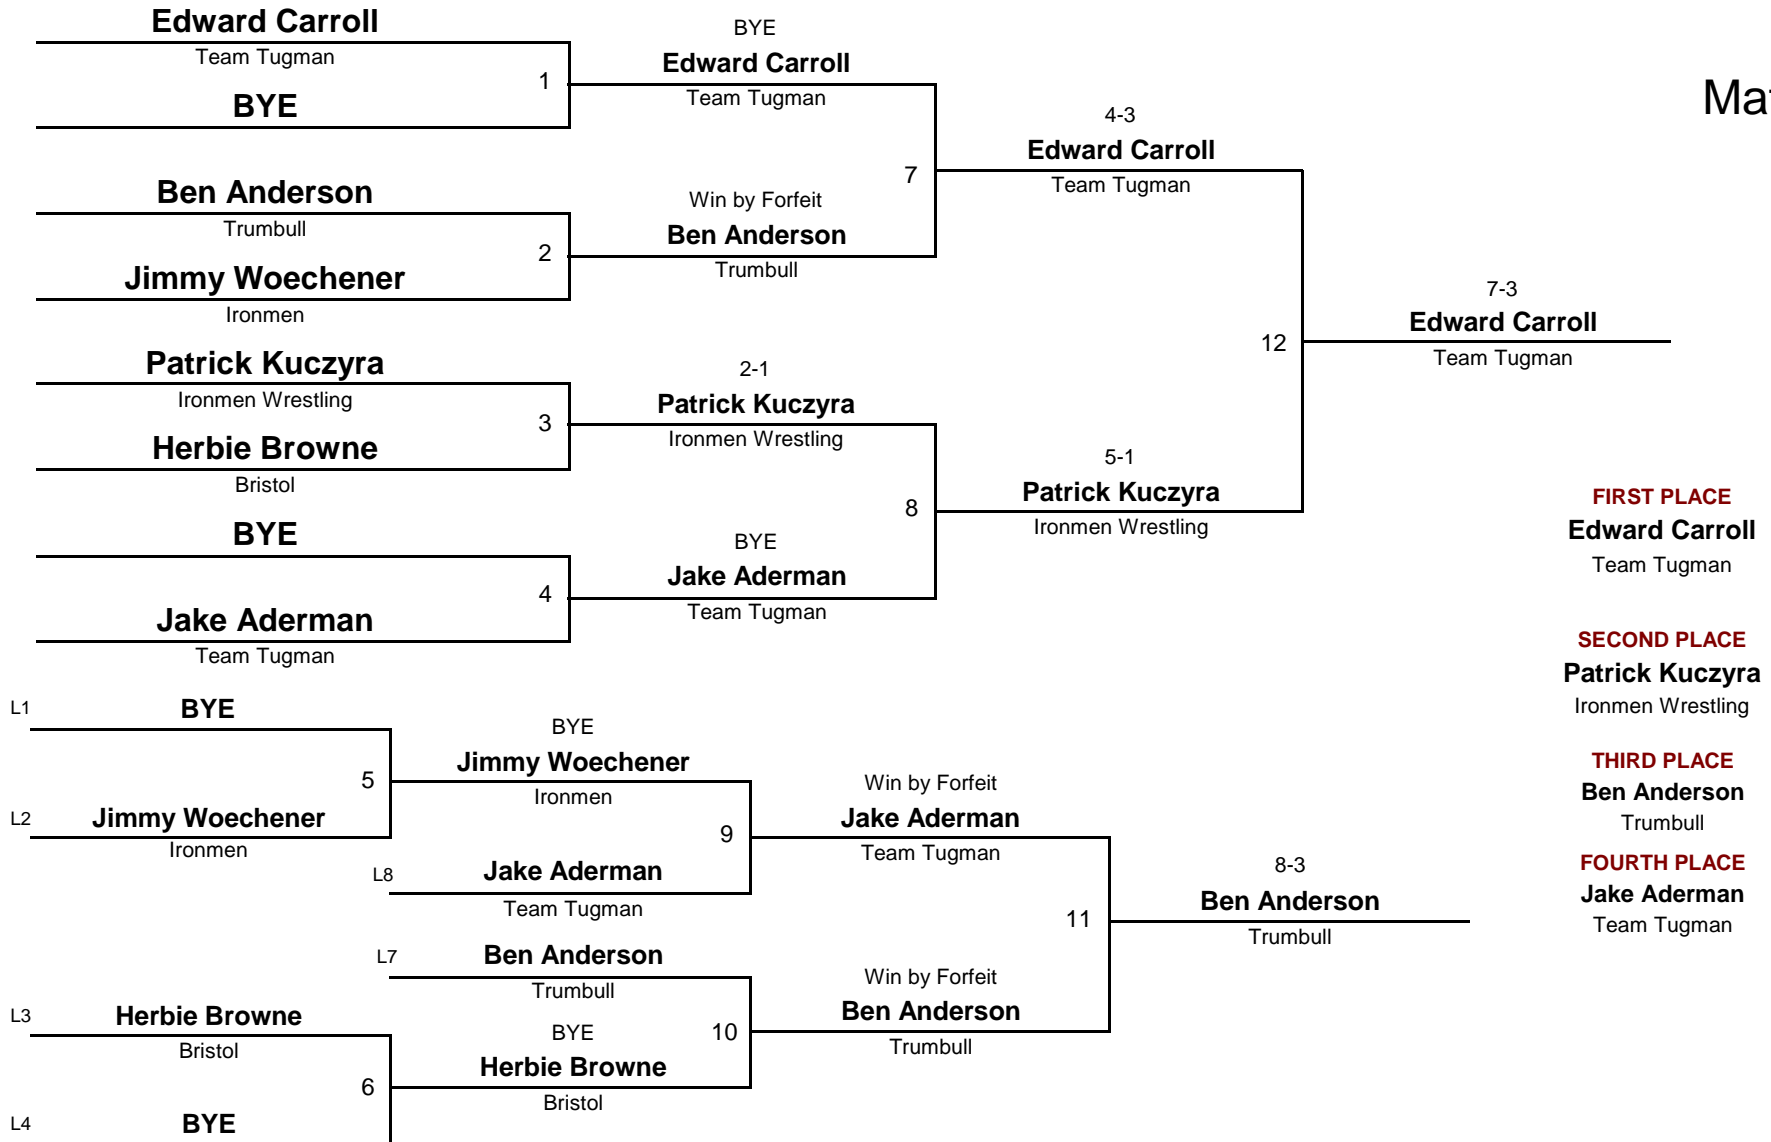 Edward Carroll
Team Tugman
1
BYE
BYE
Edward Carroll
Team Tugman
Ben Anderson
Trumbull
2
Jimmy Woechener
Ironmen
Win by Forfeit
Ben Anderson
Trumbull
7
4-3
Edward Carroll
Team Tugman
Patrick Kuczyra
Ironmen Wrestling
3
Herbie Browne
Bristol
2-1
Patrick Kuczyra
Ironmen Wrestling
BYE
4
Jake Aderman
Team Tugman
BYE
Jake Aderman
Team Tugman
8
5-1
Patrick Kuczyra
Ironmen Wrestling
12
7-3
Edward Carroll
Team Tugman
L1
BYE
5
L2
Jimmy Woechener
Ironmen
BYE
Jimmy Woechener
Ironmen
9
L8
Jake Aderman
Team Tugman
Win by Forfeit
Jake Aderman
Team Tugman
L7
Ben Anderson
Trumbull
10
L3
Herbie Browne
Bristol
6
L4
BYE
BYE
Herbie Browne
Bristol
Win by Forfeit
Ben Anderson
Trumbull
11
8-3
Ben Anderson
Trumbull
FIRST PLACE
Edward Carroll
Team Tugman
SECOND PLACE
Patrick Kuczyra
Ironmen Wrestling
THIRD PLACE
Ben Anderson
Trumbull
FOURTH PLACE
Jake Aderman
Team Tugman